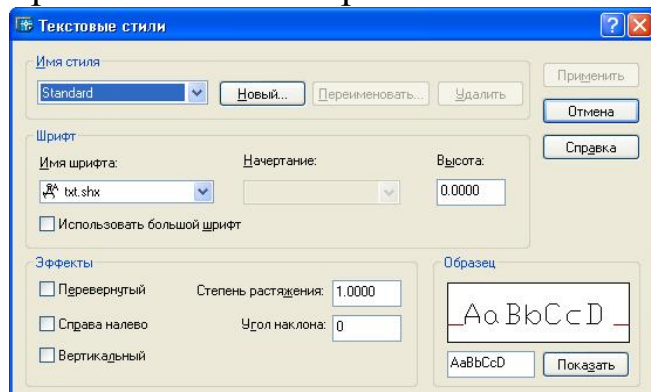 Текстовые стили
Имя стиля
Standard
Новый...
Переименовать...
Удалить
Применить
Отмена
Справка
Шрифт
Имя шрифта:
Начертание:
Высота:
txt.shx
0.0000
Использовать большой шрифт
Эффекты
Перевернутый
Степень растяжения: 1.0000
Справа налево
Угол наклона: 0
Вертикальный
Образец
AaBbCcD
AaBbCcD
Показать